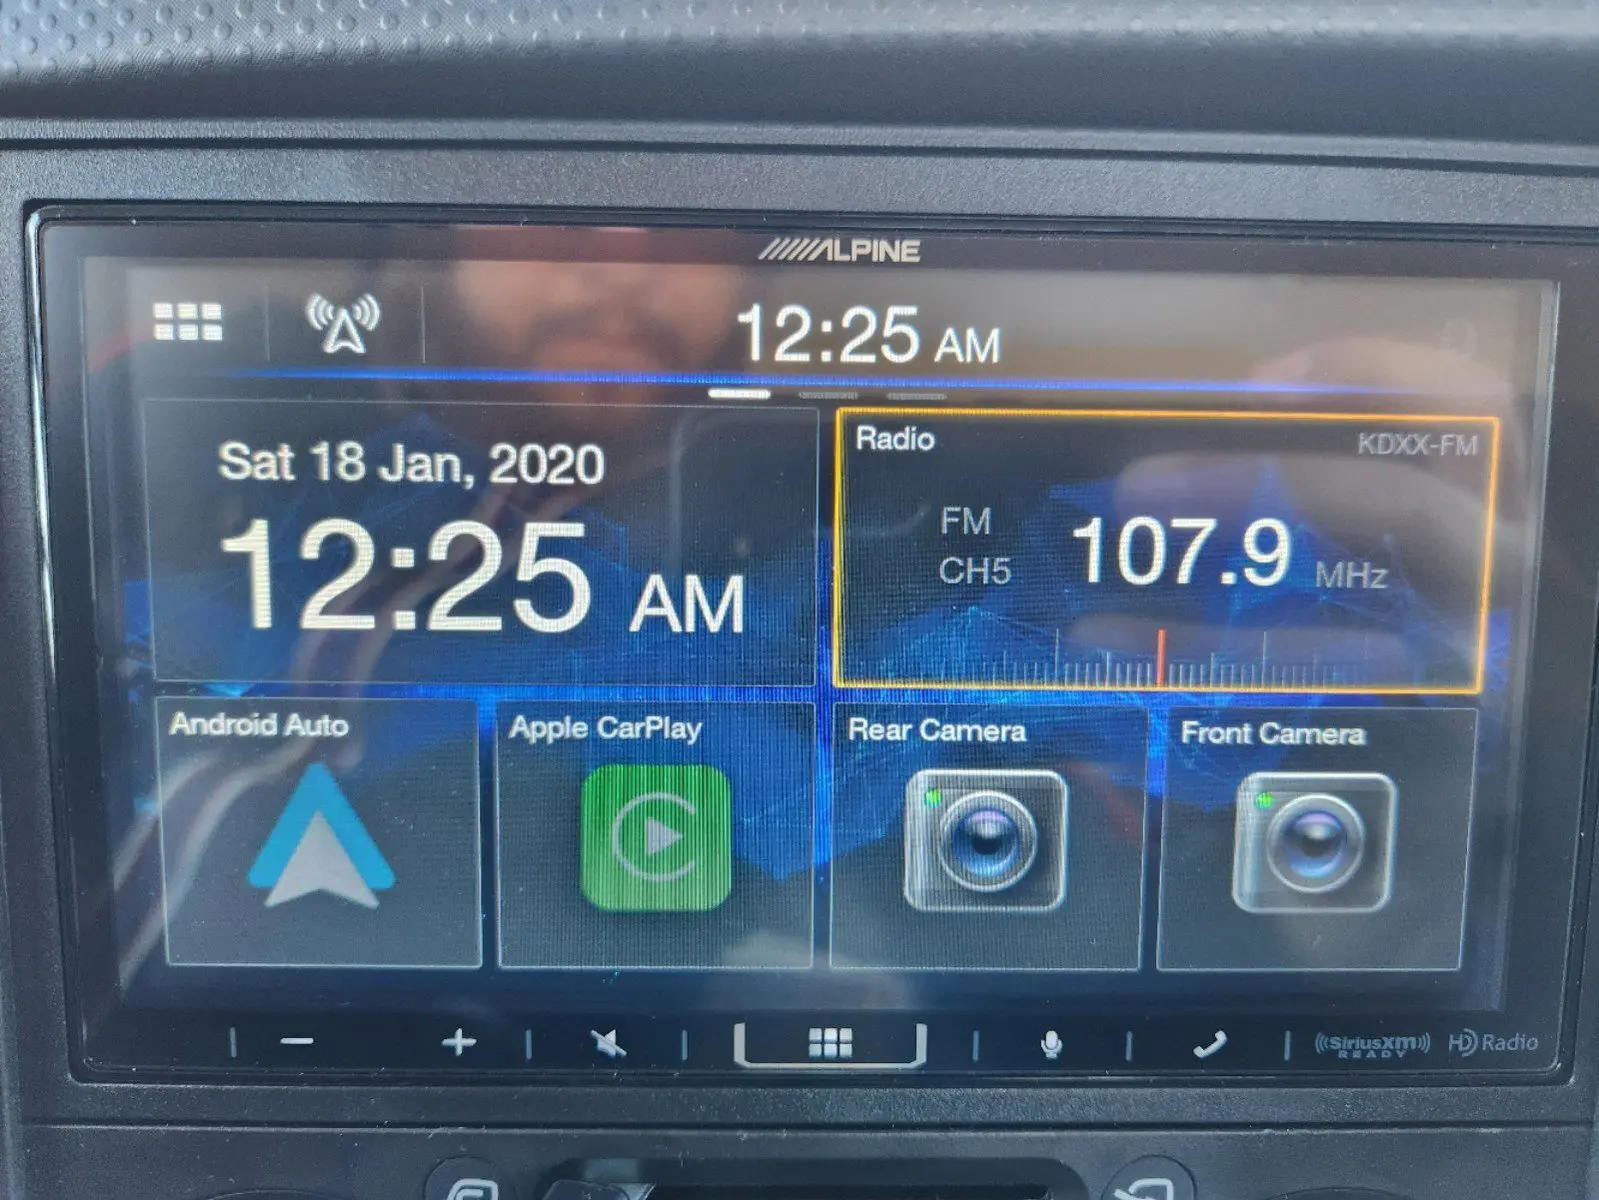 ALPINE
12:25 AM
Sat 18 Jan, 2020
12:25 AM
Radio
KDXX-FM
FM
CH5
107.9 MHz
Android Auto
Apple CarPlay
Rear Camera
Front Camera
((SiriusXM))
READY
HD Radio